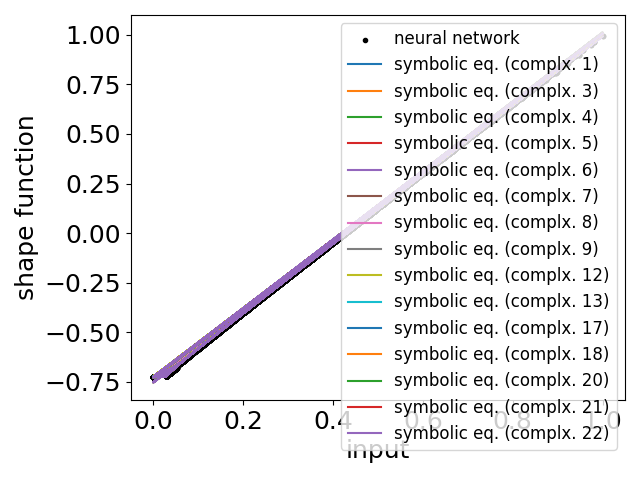 1.00
0.75
0.50
0.25
0.00
−0.25
−0.50
−0.75
shape function
0.0
0.2
0.4
0.6
0.8
1.0
input
neural network
symbolic eq. (complx. 1)
symbolic eq. (complx. 3)
symbolic eq. (complx. 4)
symbolic eq. (complx. 5)
symbolic eq. (complx. 6)
symbolic eq. (complx. 7)
symbolic eq. (complx. 8)
symbolic eq. (complx. 9)
symbolic eq. (complx. 12)
symbolic eq. (complx. 13)
symbolic eq. (complx. 17)
symbolic eq. (complx. 18)
symbolic eq. (complx. 20)
symbolic eq. (complx. 21)
symbolic eq. (complx. 22)